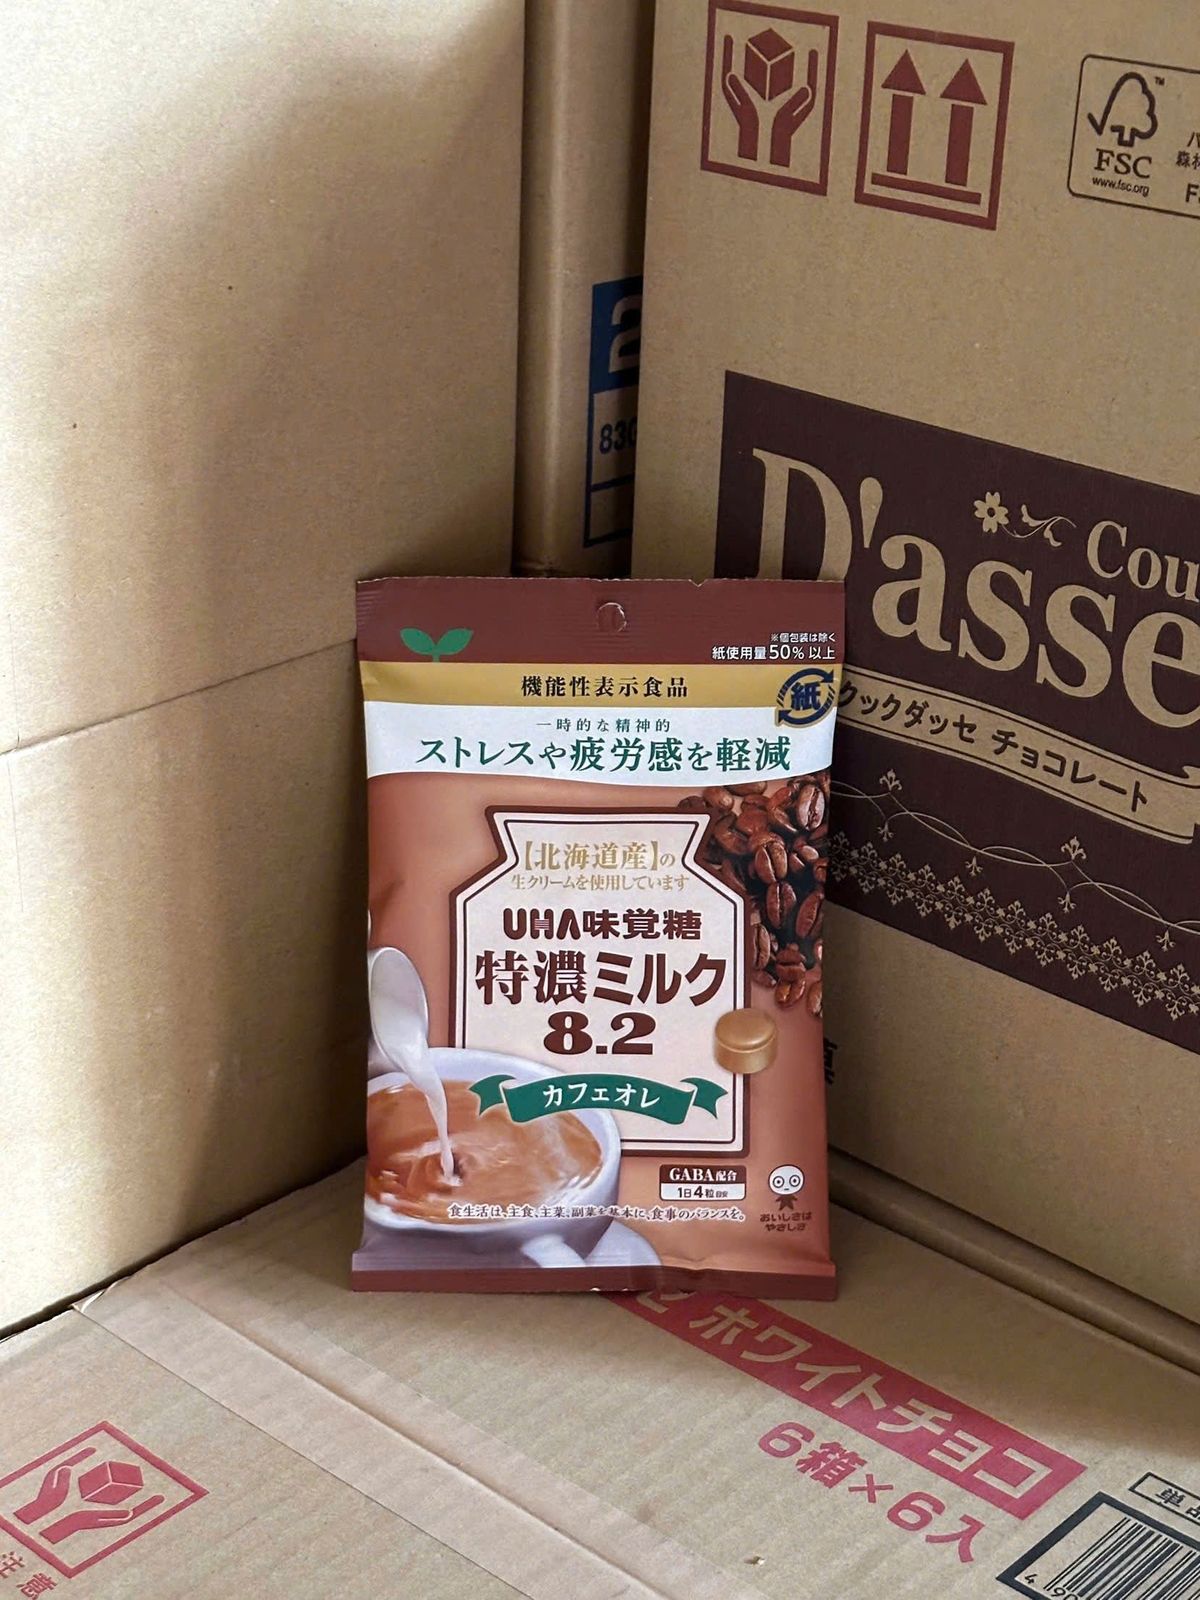 FSC
www.fsc.org
830
Cou
D'asse
クックダッセ チョコレート
※個包装は除く
紙使用量50%以上
紙
機能性表示食品
一時的な精神的
ストレスや疲労感を軽減
【北海道産】の
生クリームを使用しています
UHA味覚糖
特濃ミルク
8.2
カフェオレ
GABA配合
1日4粒目安
おいしさは
やさしさ
食生活は、主食、主菜、副菜を基本に、食事のバランスを。
ホワイトチョコ
6箱×6入
注意